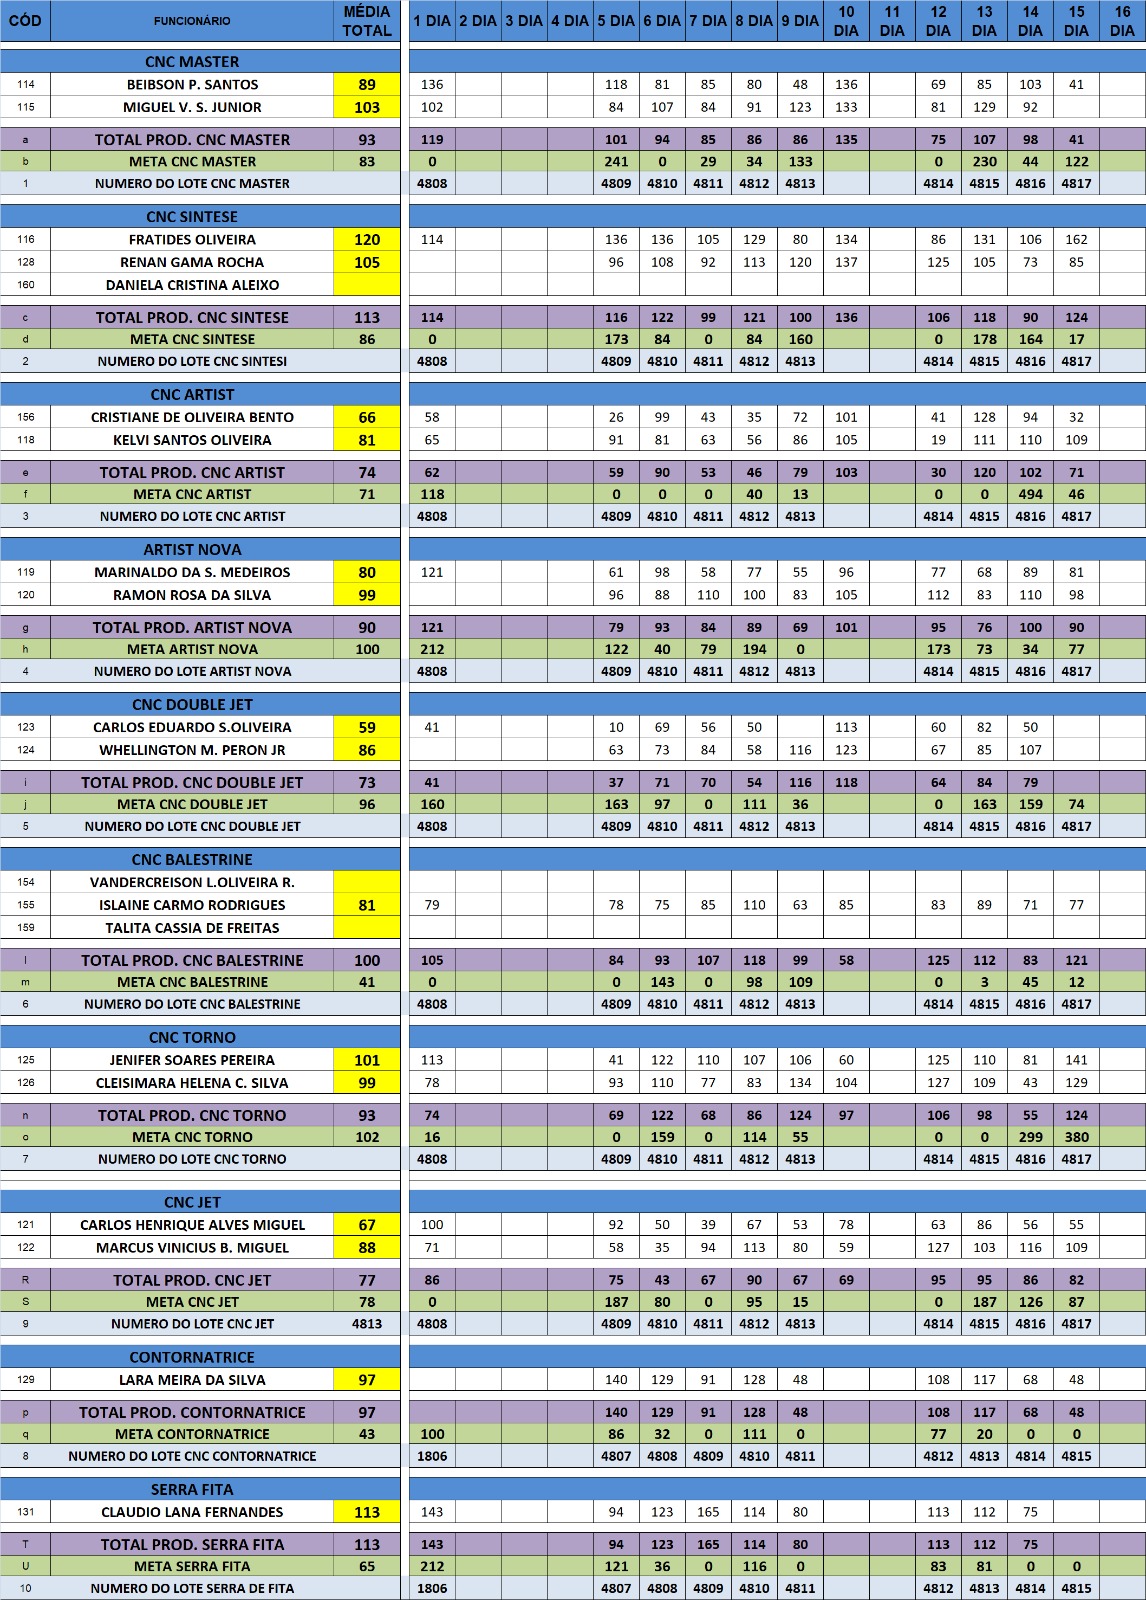 CÓD FUNCIONÁRIO MÉDIA TOTAL 1 DIA 2 DIA 3 DIA 4 DIA 5 DIA 6 DIA 7 DIA 8 DIA 9 DIA 10 DIA 11 DIA 12 DIA 13 DIA 14 DIA 15 DIA 16 DIA
CNC MASTER
114 BEIBSON P. SANTOS 89 136 118 81 85 80 48 136 69 85 103 41
115 MIGUEL V. S. JUNIOR 103 102 84 107 84 91 123 133 81 129 92
a TOTAL PROD. CNC MASTER 93 119 101 94 85 86 86 135 75 107 98 41
b META CNC MASTER 83 0 241 0 29 34 133 0 230 44 122
1 NUMERO DO LOTE CNC MASTER 4808 4809 4810 4811 4812 4813 4814 4815 4816 4817
CNC SINTESE
116 FRATIDES OLIVEIRA 120 114 136 136 105 129 80 134 86 131 106 162
128 RENAN GAMA ROCHA 105 96 108 92 113 120 137 125 105 73 85
160 DANIELA CRISTINA ALEIXO
c TOTAL PROD. CNC SINTESE 113 114 116 122 99 121 100 136 106 118 90 124
d META CNC SINTESE 86 0 173 84 0 84 160 0 178 164 17
2 NUMERO DO LOTE CNC SINTESI 4808 4809 4810 4811 4812 4813 4814 4815 4816 4817
CNC ARTIST
156 CRISTIANE DE OLIVEIRA BENTO 66 58 26 99 43 35 72 101 41 128 94 32
118 KELVI SANTOS OLIVEIRA 81 65 91 81 63 56 86 105 19 111 110 109
e TOTAL PROD. CNC ARTIST 74 62 59 90 53 46 79 103 30 120 102 71
f META CNC ARTIST 71 118 0 0 0 40 13 0 0 494 46
3 NUMERO DO LOTE CNC ARTIST 4808 4809 4810 4811 4812 4813 4814 4815 4816 4817
ARTIST NOVA
119 MARINALDO DA S. MEDEIROS 80 121 61 98 58 77 55 96 77 68 89 81
120 RAMON ROSA DA SILVA 99 96 88 110 100 83 105 112 83 110 98
g TOTAL PROD. ARTIST NOVA 90 121 79 93 84 89 69 101 95 76 100 90
h META ARTIST NOVA 100 212 122 40 79 194 0 173 73 34 77
4 NUMERO DO LOTE ARTIST NOVA 4808 4809 4810 4811 4812 4813 4814 4815 4816 4817
CNC DOUBLE JET
123 CARLOS EDUARDO S.OLIVEIRA 59 41 10 69 56 50 113 60 82 50
124 WHELLINGTON M. PERON JR 86 63 73 84 58 116 123 67 85 107
i TOTAL PROD. CNC DOUBLE JET 73 41 37 71 70 54 116 118 64 84 79
j META CNC DOUBLE JET 96 160 163 97 0 111 36 0 163 159 74
5 NUMERO DO LOTE CNC DOUBLE JET 4808 4809 4810 4811 4812 4813 4814 4815 4816 4817
CNC BALESTRINE
154 VANDERCREISON L.OLIVEIRA R.
155 ISLAINE CARMO RODRIGUES 81 79 78 75 85 110 63 85 83 89 71 77
159 TALITA CASSIA DE FREITAS
l TOTAL PROD. CNC BALESTRINE 100 105 84 93 107 118 99 58 125 112 83 121
m META CNC BALESTRINE 41 0 0 143 0 98 109 0 3 45 12
6 NUMERO DO LOTE CNC BALESTRINE 4808 4809 4810 4811 4812 4813 4814 4815 4816 4817
CNC TORNO
125 JENIFER SOARES PEREIRA 101 113 41 122 110 107 106 60 125 110 81 141
126 CLEISIMARA HELENA C. SILVA 99 78 93 110 77 83 134 104 127 109 43 129
n TOTAL PROD. CNC TORNO 93 74 69 122 68 86 124 97 106 98 55 124
o META CNC TORNO 102 16 0 159 0 114 55 0 0 299 380
7 NUMERO DO LOTE CNC TORNO 4808 4809 4810 4811 4812 4813 4814 4815 4816 4817
CNC JET
121 CARLOS HENRIQUE ALVES MIGUEL 67 100 92 50 39 67 53 78 63 86 56 55
122 MARCUS VINICIUS B. MIGUEL 88 71 58 35 94 113 80 59 127 103 116 109
R TOTAL PROD. CNC JET 77 86 75 43 67 90 67 69 95 95 86 82
S META CNC JET 78 0 187 80 0 95 15 0 187 126 87
9 NUMERO DO LOTE CNC JET 4813 4808 4809 4810 4811 4812 4813 4814 4815 4816 4817
CONTORNATRICE
129 LARA MEIRA DA SILVA 97 140 129 91 128 48 108 117 68 48
p TOTAL PROD. CONTORNATRICE 97 140 129 91 128 48 108 117 68 48
q META CONTORNATRICE 43 100 86 32 0 111 0 77 20 0 0
8 NUMERO DO LOTE CNC CONTORNATRICE 1806 4807 4808 4809 4810 4811 4812 4813 4814 4815
SERRA FITA
131 CLAUDIO LANA FERNANDES 113 143 94 123 165 114 80 113 112 75
T TOTAL PROD. SERRA FITA 113 143 94 123 165 114 80 113 112 75
U META SERRA FITA 65 212 121 36 0 116 0 83 81 0 0
10 NUMERO DO LOTE SERRA DE FITA 1806 4807 4808 4809 4810 4811 4812 4813 4814 4815